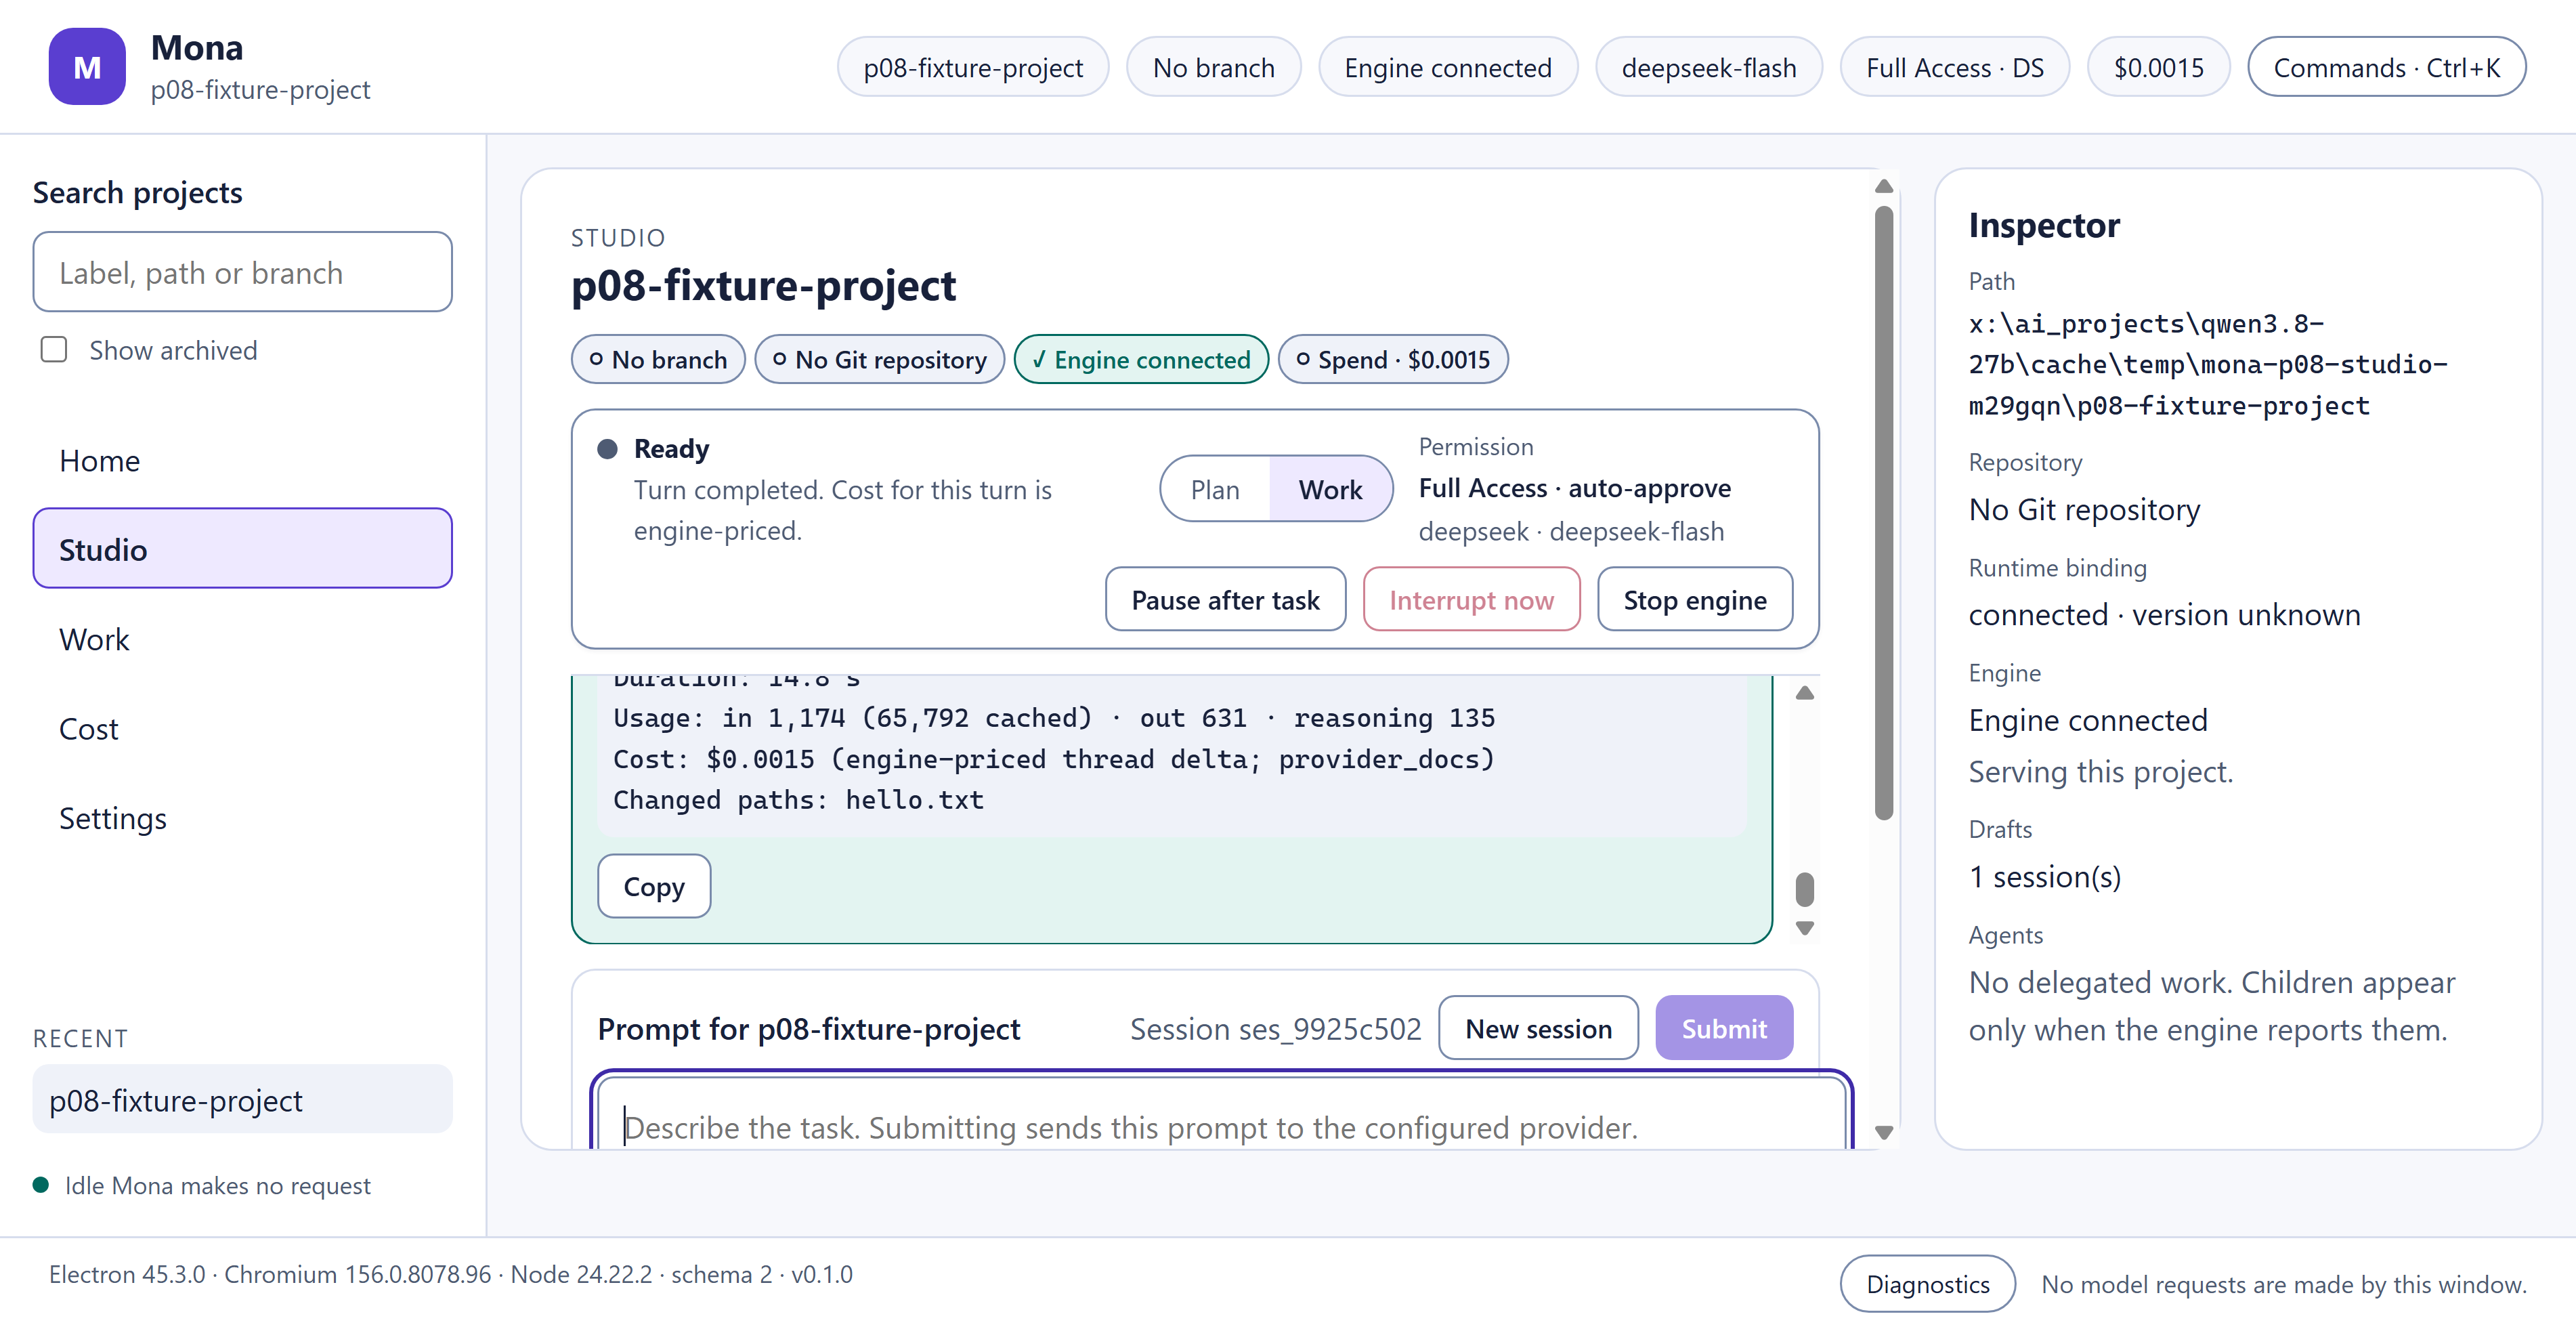 M
Mona
p08-fixture-project
p08-fixture-project
No branch
Engine connected
deepseek-flash
Full Access · DS
$0.0015
Commands · Ctrl+K
Search projects
Label, path or branch
Show archived
Home
Studio
Work
Cost
Settings
RECENT
p08-fixture-project
Idle Mona makes no request
STUDIO
p08-fixture-project
No branch
No Git repository
✓ Engine connected
Spend · $0.0015
Ready
Turn completed. Cost for this turn is
engine-priced.
Plan
Work
Permission
Full Access · auto-approve
deepseek · deepseek-flash
Pause after task
Interrupt now
Stop engine
Duration: 14.8 s
Usage: in 1,174 (65,792 cached) · out 631 · reasoning 135
Cost: $0.0015 (engine-priced thread delta; provider_docs)
Changed paths: hello.txt
Copy
Prompt for p08-fixture-project
Session ses_9925c502
New session
Submit
Describe the task. Submitting sends this prompt to the configured provider.
Inspector
Path
x:\ai_projects\qwen3.8-
27b\cache\temp\mona-p08-studio-
m29gqn\p08-fixture-project
Repository
No Git repository
Runtime binding
connected · version unknown
Engine
Engine connected
Serving this project.
Drafts
1 session(s)
Agents
No delegated work. Children appear
only when the engine reports them.
Electron 45.3.0 · Chromium 156.0.8078.96 · Node 24.22.2 · schema 2 · v0.1.0
Diagnostics
No model requests are made by this window.